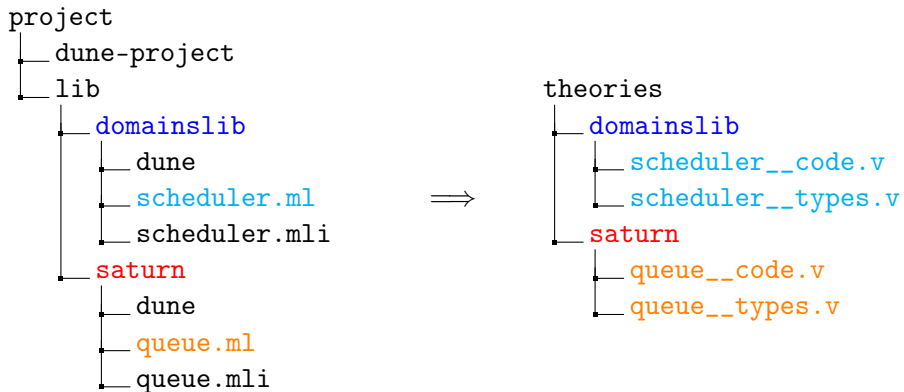 project
dune-project
lib
domainslib
dune
scheduler.ml
scheduler.mli
saturn
dune
queue.ml
queue.mli
⟹
theories
domainslib
scheduler__code.v
scheduler__types.v
saturn
queue__code.v
queue__types.v